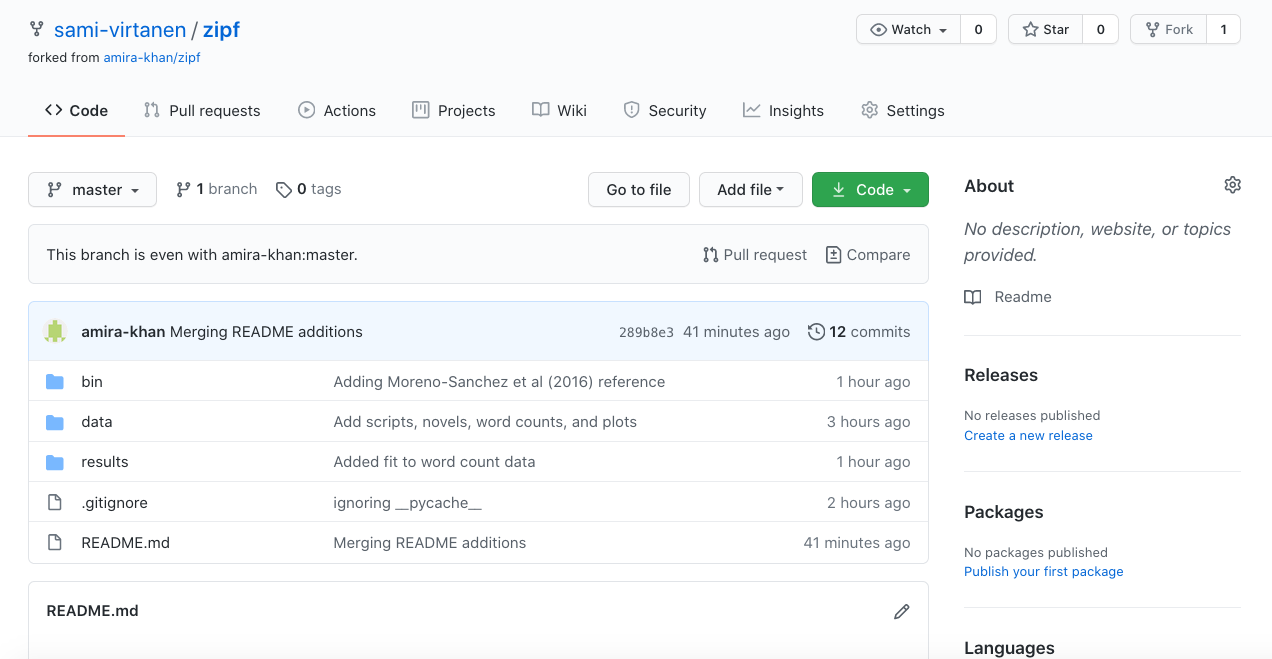 sami-virtanen / zipf
forked from amira-khan/zipf
Watch 0 Star 0 Fork 1
Code Pull requests Actions Projects Wiki Security Insights Settings
master 1 branch 0 tags Go to file Add file Code
This branch is even with amira-khan:master. Pull request Compare
amira-khan Merging README additions 289b8e3 41 minutes ago 12 commits
bin Adding Moreno-Sanchez et al (2016) reference 1 hour ago
data Add scripts, novels, word counts, and plots 3 hours ago
results Added fit to word count data 1 hour ago
.gitignore ignoring __pycache__ 2 hours ago
README.md Merging README additions 41 minutes ago
README.md
About
No description, website, or topics
provided.
Readme
Releases
No releases published
Create a new release
Packages
No packages published
Publish your first package
Languages